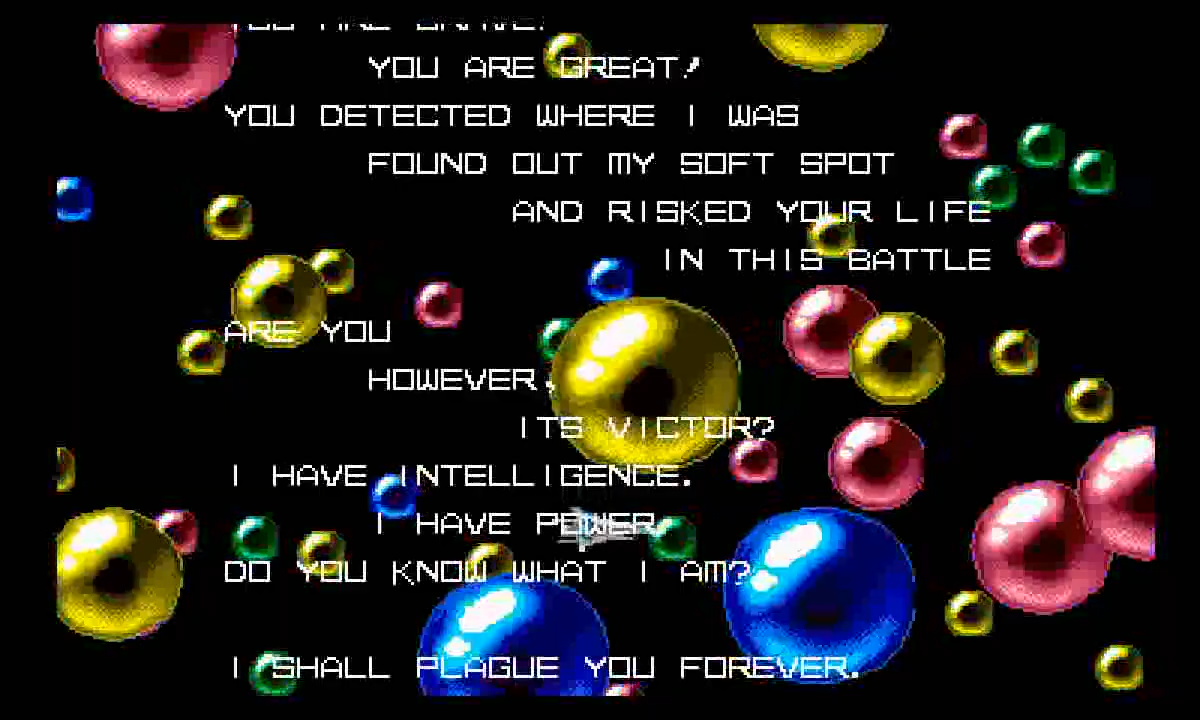 YOU ARE GREAT!
YOU DETECTED WHERE I WAS
FOUND OUT MY SOFT SPOT
AND RISKED YOUR LIFE
IN THIS BATTLE
ARE YOU
HOWEVER,
ITS VICTOR?
I HAVE INTELLIGENCE.
I HAVE POWER.
DO YOU KNOW WHAT I AM?
I SHALL PLAGUE YOU FOREVER.